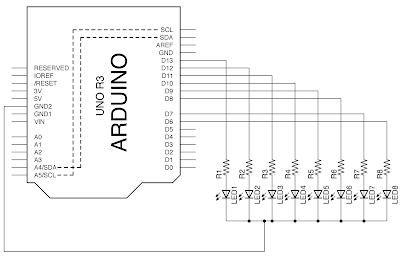 SCL
SDA
AREF
GND
RESERVED
IOREF
/RESET
3V
5V
GND2
GND1
VIN
A0
A1
A2
A3
A4/SDA
A5/SCL
UNO R3
ARDUINO
D13
D12
D11
D10
D9
D8
D7
D6
D5
D4
D3
D2
D1
D0
R1
R2
R3
R4
R5
R6
R7
R8
LED1
LED2
LED3
LED4
LED5
LED6
LED7
LED8